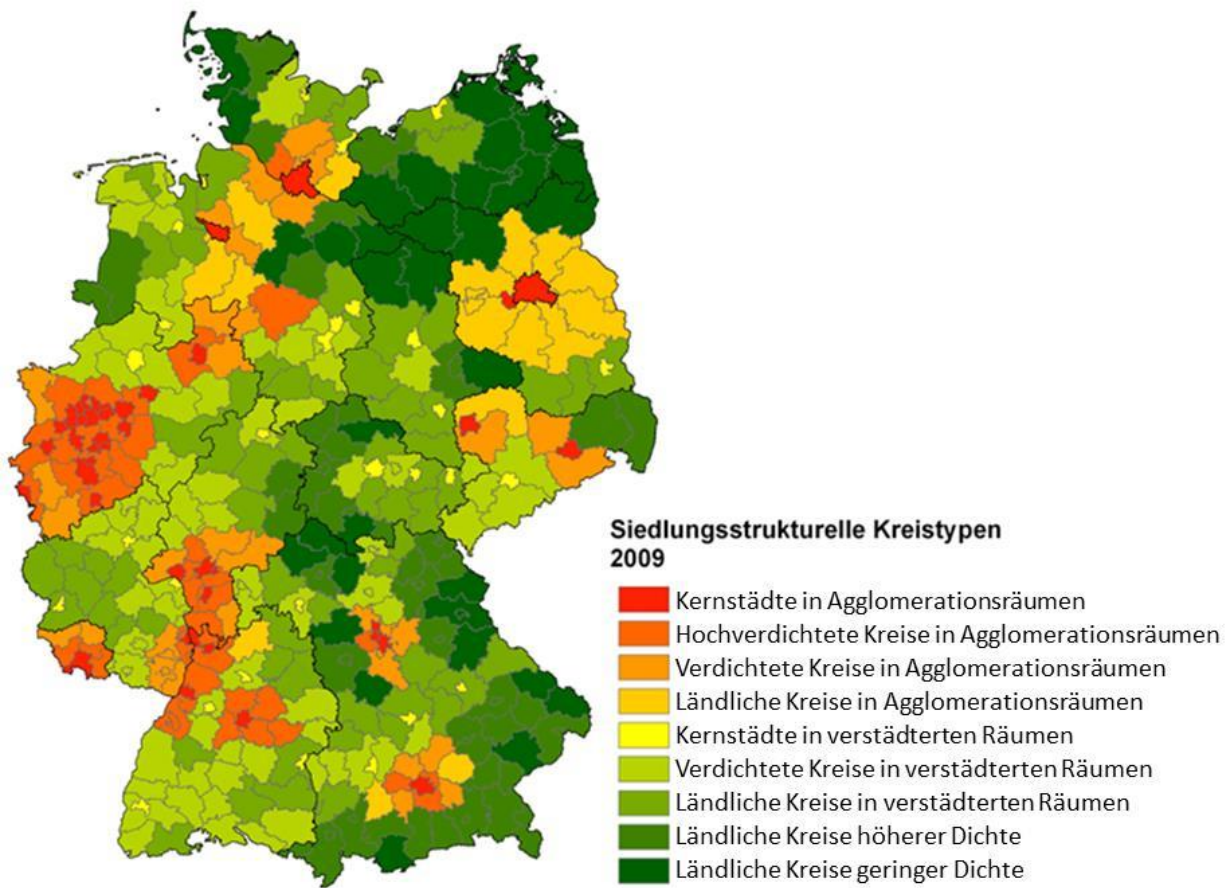 Siedlungsstrukturelle Kreistypen
2009
Kernstädte in Agglomerationsräumen
Hochverdichtete Kreise in Agglomerationsräumen
Verdichtete Kreise in Agglomerationsräumen
Ländliche Kreise in Agglomerationsräumen
Kernstädte in verstädterten Räumen
Verdichtete Kreise in verstädterten Räumen
Ländliche Kreise in verstädterten Räumen
Ländliche Kreise höherer Dichte
Ländliche Kreise geringer Dichte